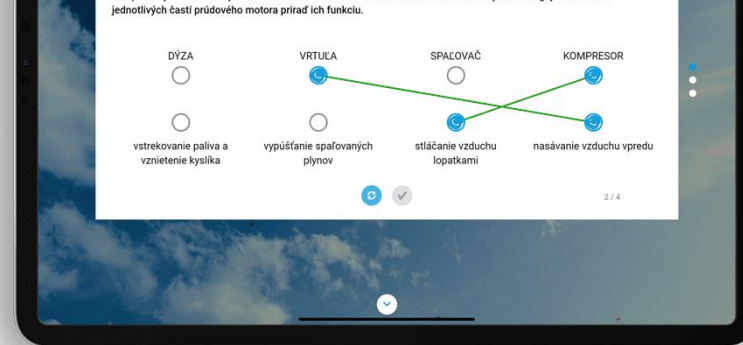 jednotlivých častí prúdového motora priraď ich funkciu.
DÝZA
VRTUĽA
SPAĽOVAČ
KOMPRESOR
vstrekovanie paliva a
vznietenie kyslíka
vypúšťanie spaľovaných
plynov
stláčanie vzduchu
lopatkami
nasávanie vzduchu vpredu
2 / 4